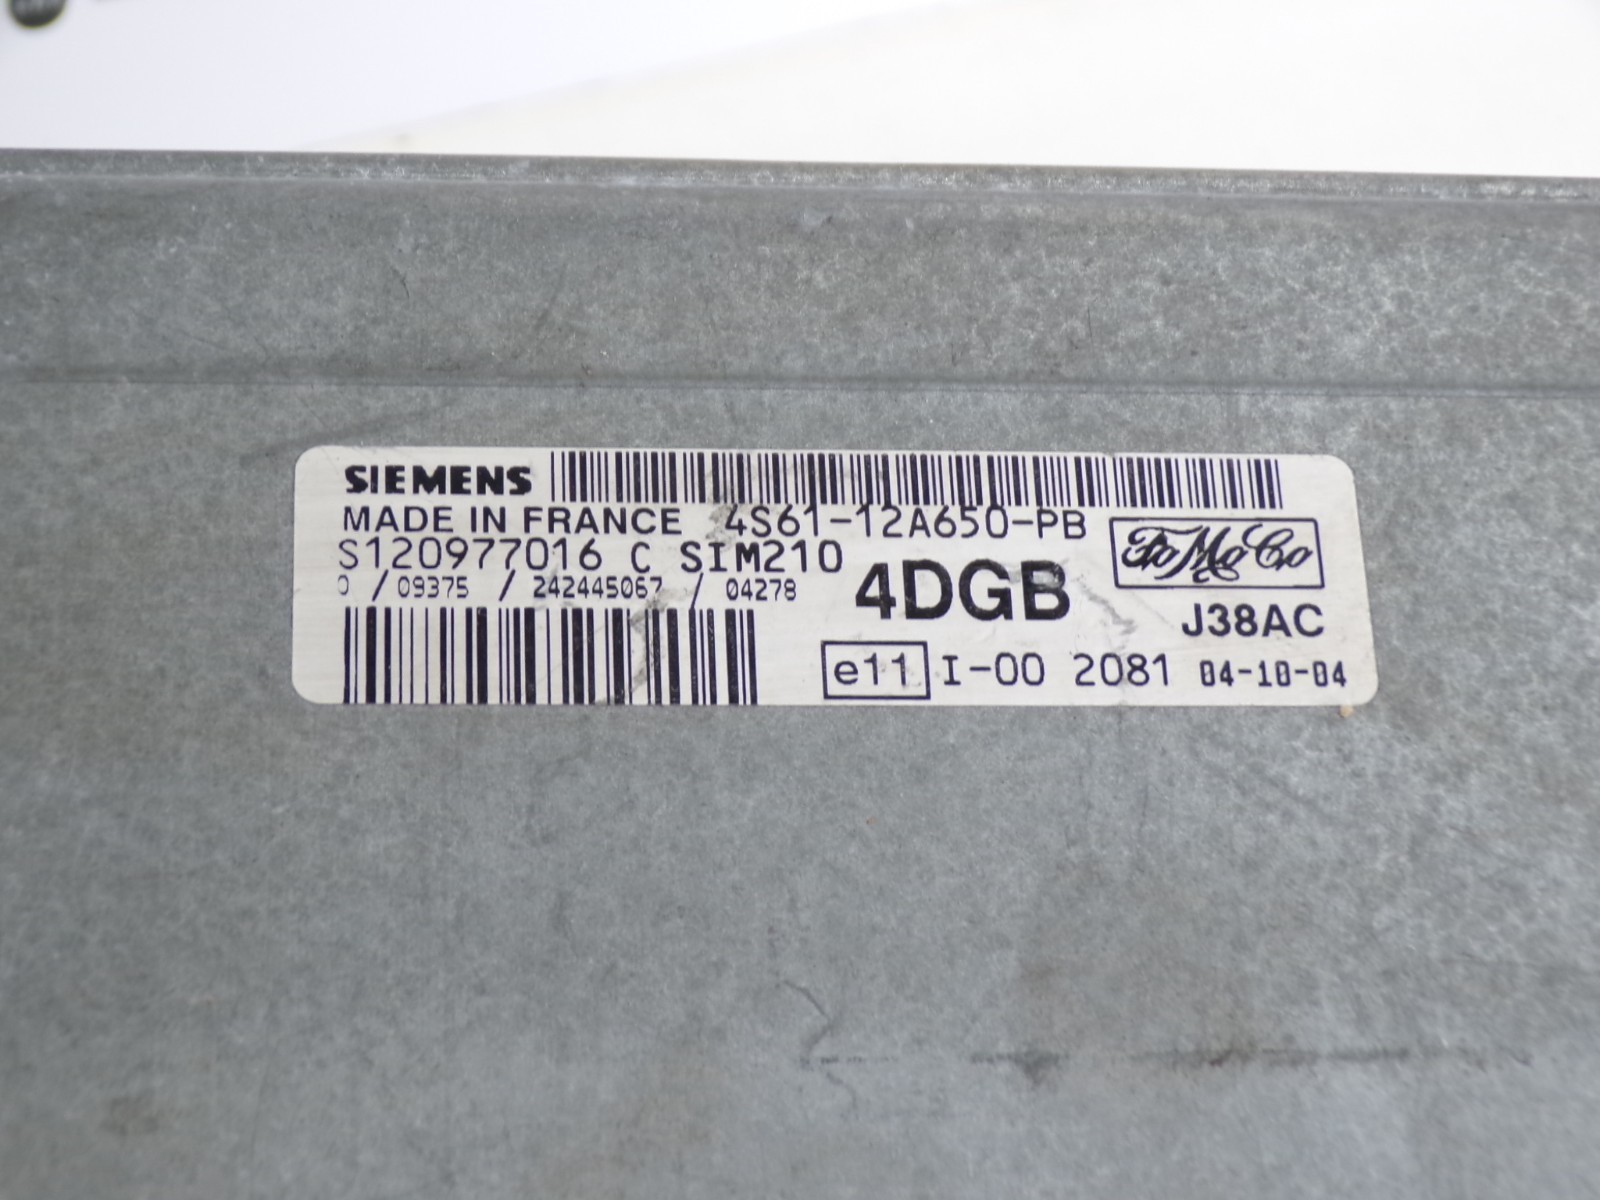 SIEMENS
MADE IN FRANCE 4S61-12A650-PB
FoMoCo
S120977016 C SIM210
0 / 09375 / 242445067 / 04278
4DGB
J38AC
e11 I-00 2081 04-10-04